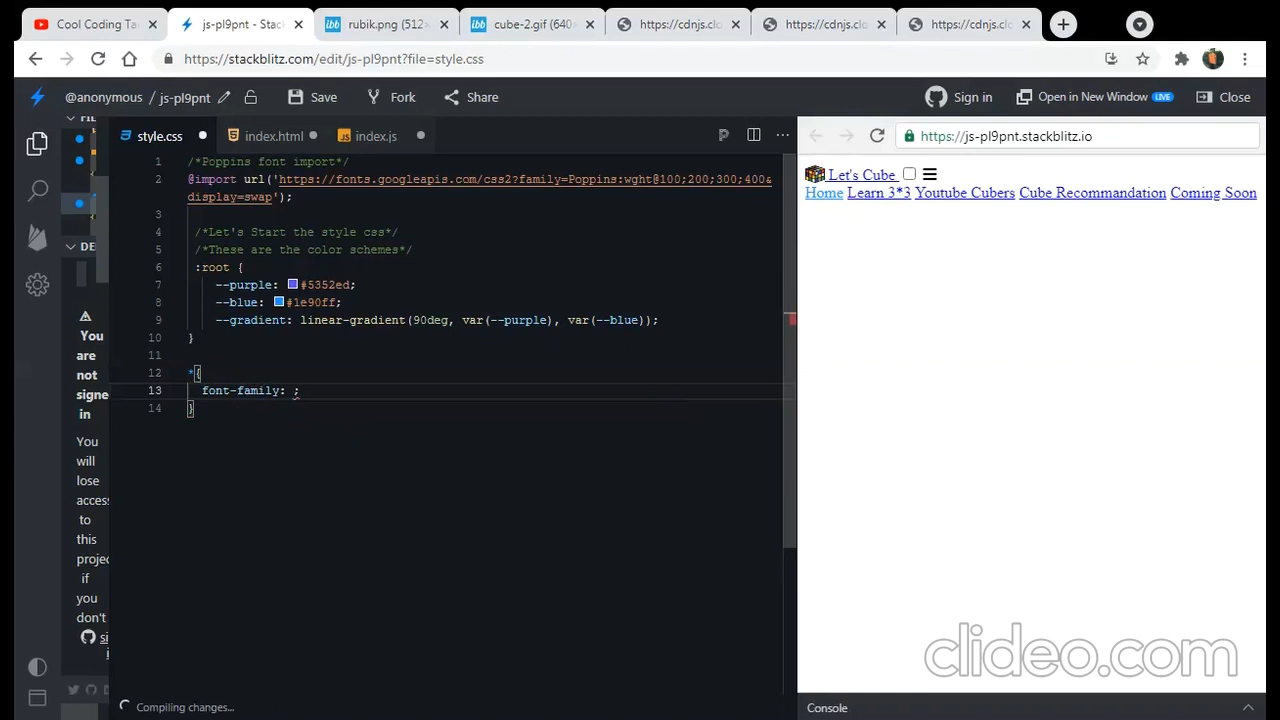 Cool Coding Ta
js-pl9pnt - Stac
rubik.png (512×
cube-2.gif (640×
https://cdnjs.clo
https://cdnjs.clo
https://cdnjs.clo
https://stackblitz.com/edit/js-pl9pnt?file=style.css
@anonymous / js-pl9pnt
Save
Fork
Share
Sign in
Open in New Window LIVE
Close
FIL
style.css
index.html
JS index.js
https://js-pl9pnt.stackblitz.io
1 /*Poppins font import*/
2 @import url('https://fonts.googleapis.com/css2?family=Poppins:wght@100;200;300;400&
display=swap');
3
4 /*Let's Start the style css*/
5 /*These are the color schemes*/
6 :root {
7 --purple: #5352ed;
8 --blue: #1e90ff;
9 --gradient: linear-gradient(90deg, var(--purple), var(--blue));
10 }
11
12 *{
13 font-family: ;
14 }
Let's Cube
Home Learn 3*3 Youtube Cubers Cube Recommandation Coming Soon
DE
You
are
not
signe
in
You
will
lose
acces
to
this
projec
if
you
don't
si
Compiling changes...
Console
clideo.com